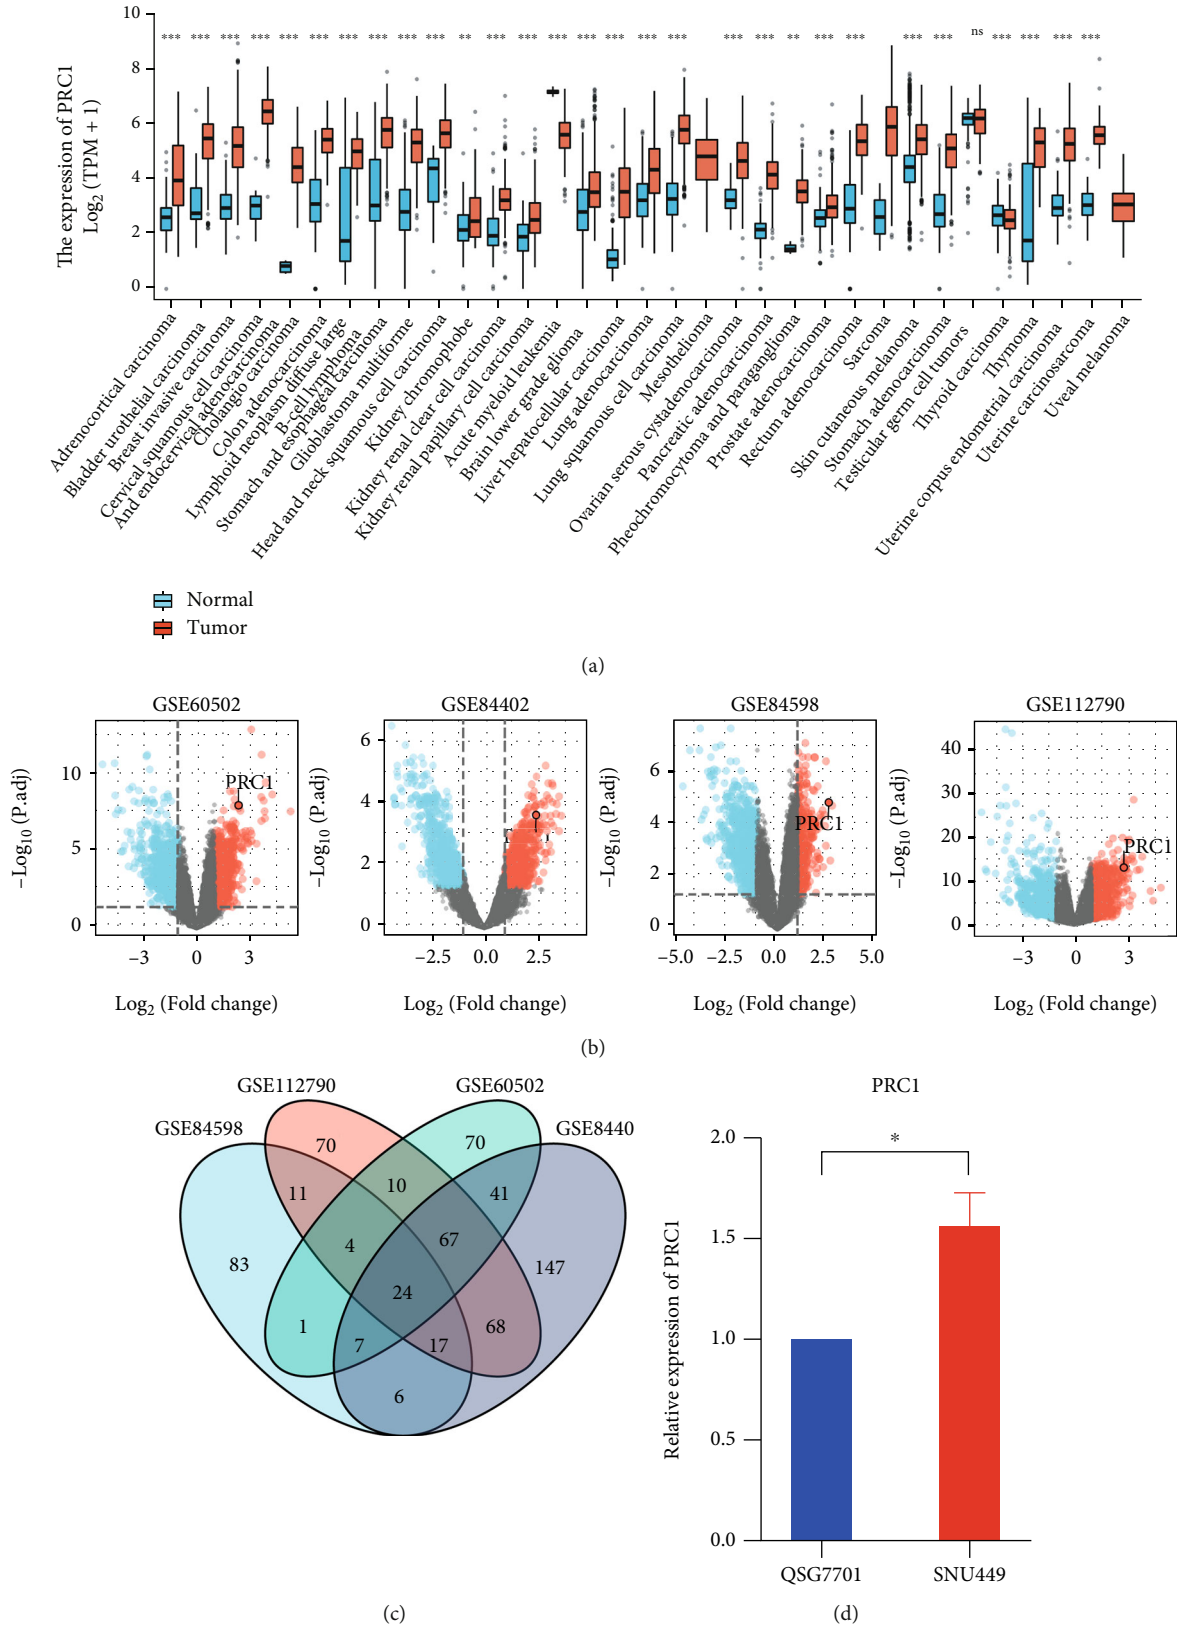 The expression of PRC1
Log2 (TPM + 1)
10
8
6
4
2
0
*** *** *** *** *** *** *** *** *** *** ** *** *** *** *** *** *** *** *** *** ** *** *** *** *** ns *** *** *** ***
Adrenocortical carcinoma
Bladder urothelial carcinoma
Breast invasive carcinoma
Cervical squamous cell carcinoma
And endocervical adenocarcinoma
Cholangio carcinoma
Colon adenocarcinoma
Lymphoid neoplasm diffuse large
B-cell lymphoma
Stomach and esophageal carcinoma
Glioblastoma multiforme
Head and neck squamous cell carcinoma
Kidney chromophobe
Kidney renal clear cell carcinoma
Kidney renal papillary cell carcinoma
Acute myeloid leukemia
Brain lower grade glioma
Liver hepatocellular carcinoma
Lung adenocarcinoma
Lung squamous cell carcinoma
Mesothelioma
Ovarian serous cystadenocarcinoma
Pancreatic adenocarcinoma
Pheochromocytoma and paraganglioma
Prostate adenocarcinoma
Rectum adenocarcinoma
Sarcoma
Skin cutaneous melanoma
Stomach adenocarcinoma
Testicular germ cell tumors
Thyroid carcinoma
Thymoma
Uterine corpus endometrial carcinoma
Uterine carcinosarcoma
Uveal melanoma
Normal
Tumor
(a)
GSE60502
−Log10 (P.adj)
10
5
0
PRC1
−3 0 3
Log2 (Fold change)
GSE84402
−Log10 (P.adj)
6
4
2
0
−2.5 0.0 2.5
Log2 (Fold change)
GSE84598
−Log10 (P.adj)
6
4
2
0
PRC1
−5.0 −2.5 0.0 2.5 5.0
Log2 (Fold change)
GSE112790
−Log10 (P.adj)
40
30
20
10
0
PRC1
−3 0 3
Log2 (Fold change)
(b)
GSE112790 GSE60502
GSE84598 GSE8440
70 70
11 10 41
4 67
83 147
24
1 7 17 68
6
(c)
PRC1
Relative expression of PRC1
2.0
1.5
1.0
0.5
0.0
*
QSG7701 SNU449
(d)